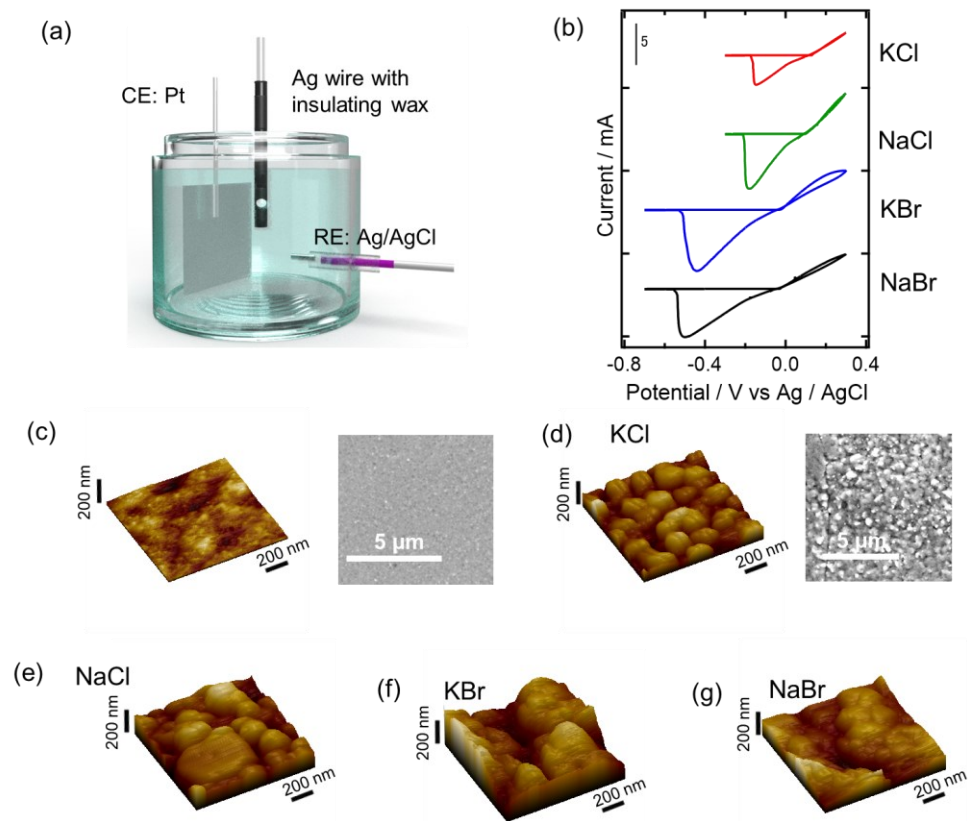 (a)
CE: Pt
Ag wire with
insulating wax
RE: Ag/AgCl
(b)
5
KCl
NaCl
KBr
NaBr
Current / mA
-0.8
-0.4
0.0
0.4
Potential / V vs Ag / AgCl
(c)
200 nm
200 nm
5 µm
(d)
KCl
200 nm
200 nm
5 µm
(e)
NaCl
200 nm
200 nm
(f)
KBr
200 nm
200 nm
(g)
NaBr
200 nm
200 nm